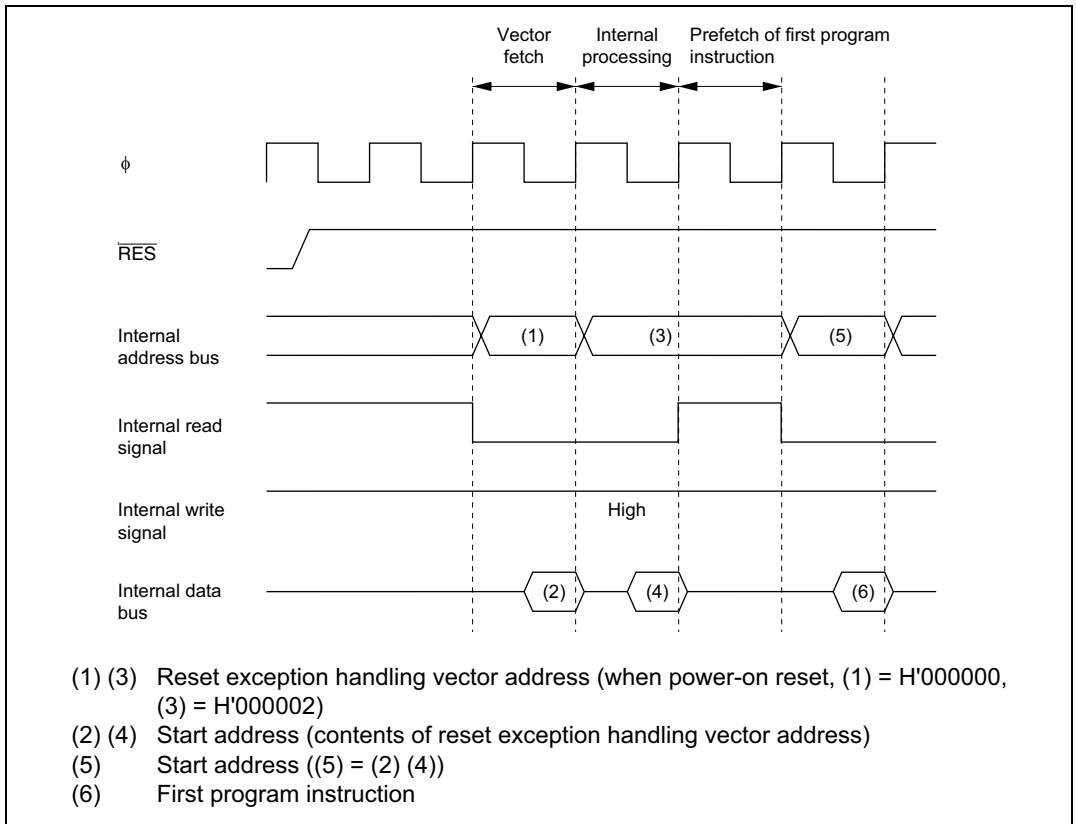 Vector fetch
Internal processing
Prefetch of first program instruction
ϕ
RES
Internal address bus
(1)
(3)
(5)
Internal read signal
Internal write signal
High
Internal data bus
(2)
(4)
(6)
(1) (3) Reset exception handling vector address (when power-on reset, (1) = H'000000,
(3) = H'000002)
(2) (4) Start address (contents of reset exception handling vector address)
(5) Start address ((5) = (2) (4))
(6) First program instruction